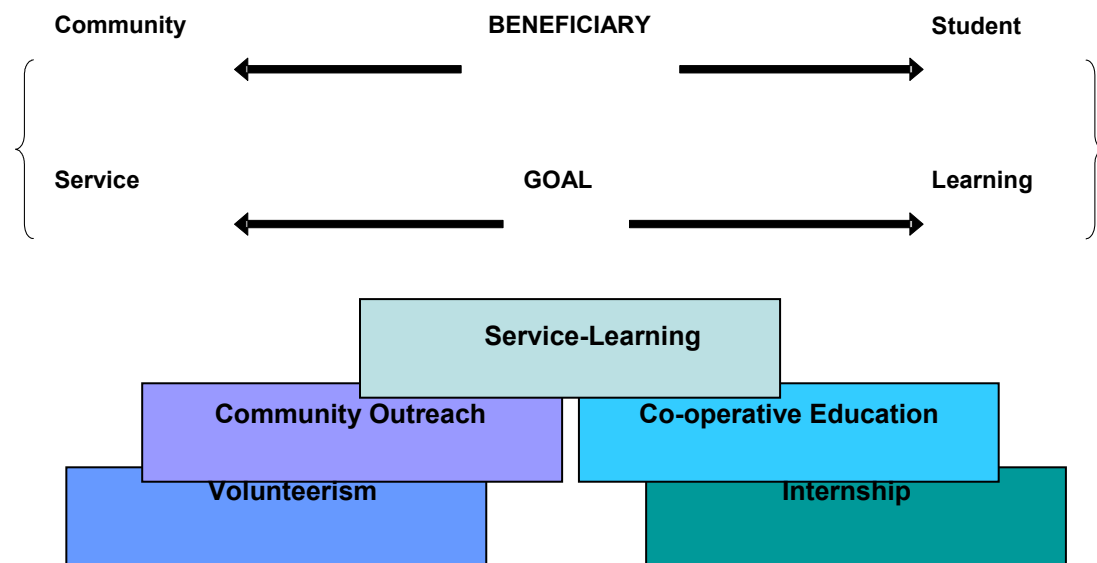 Community BENEFICIARY Student
Service GOAL Learning
Service-Learning
Community Outreach Co-operative Education
Volunteerism Internship